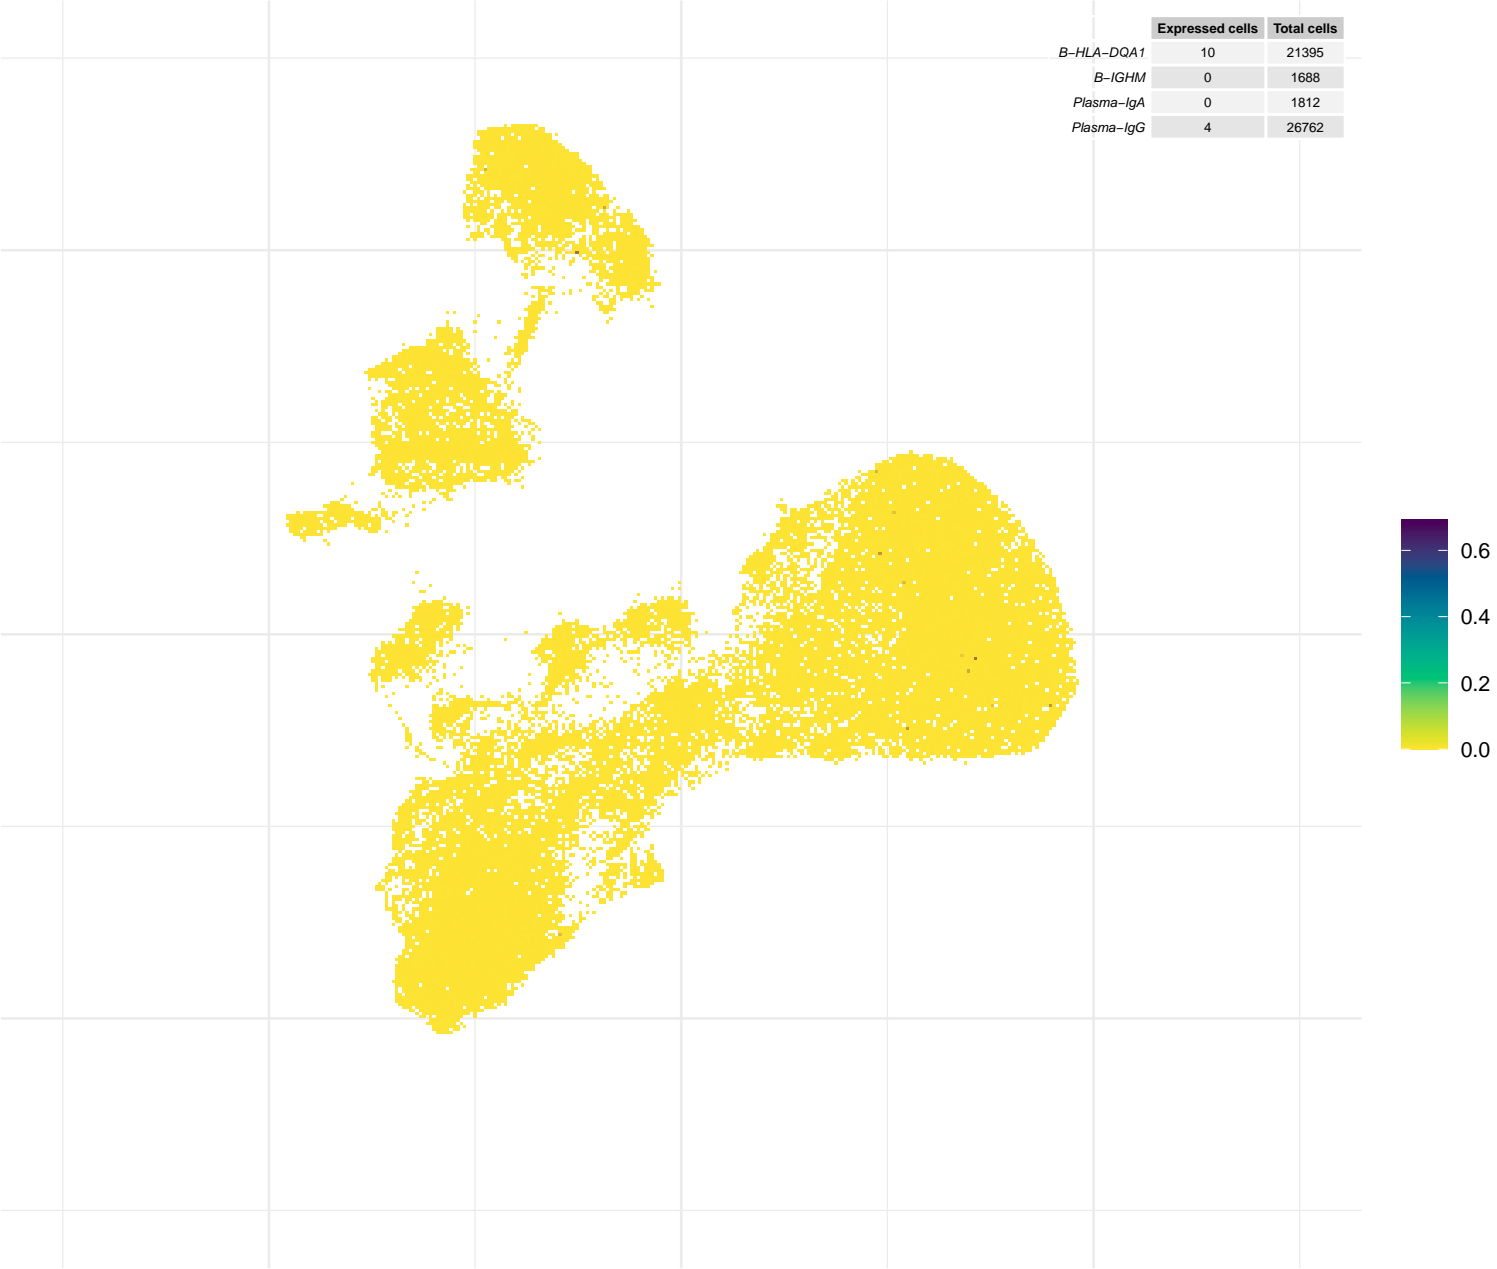 Expressed cells Total cells
B−HLA−DQA1 10 21395
B−IGHM 0 1688
Plasma−IgA 0 1812
Plasma−IgG 4 26762
0.6
0.4
0.2
0.0